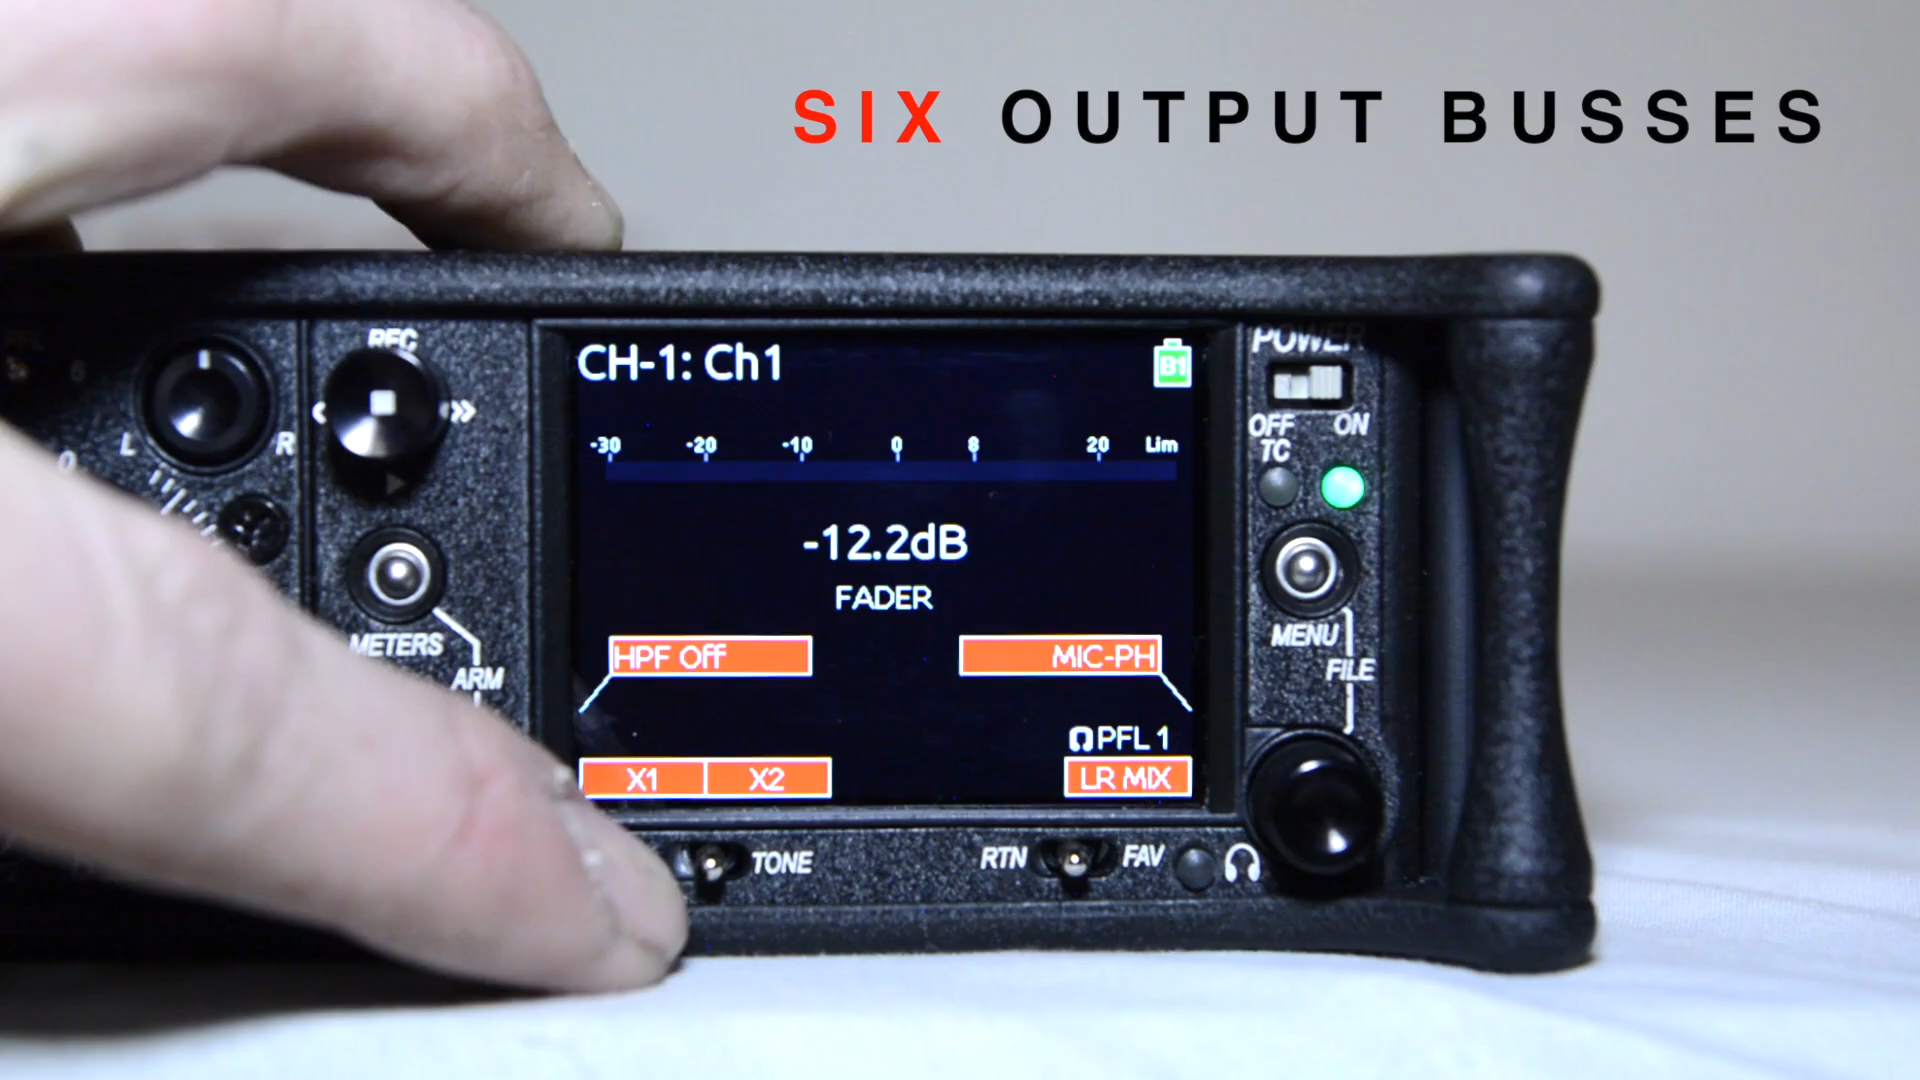 SIX OUTPUT BUSSES
REC
POWER
CH-1: Ch1
B1
OFF
ON
TC
L
R
-30 -20 -10 0 8 20 Lim
-12.2dB
FADER
METERS
ARM
MENU
FILE
HPF Off
MIC-PH
PFL 1
X1
X2
LR MIX
TONE
RTN
FAV